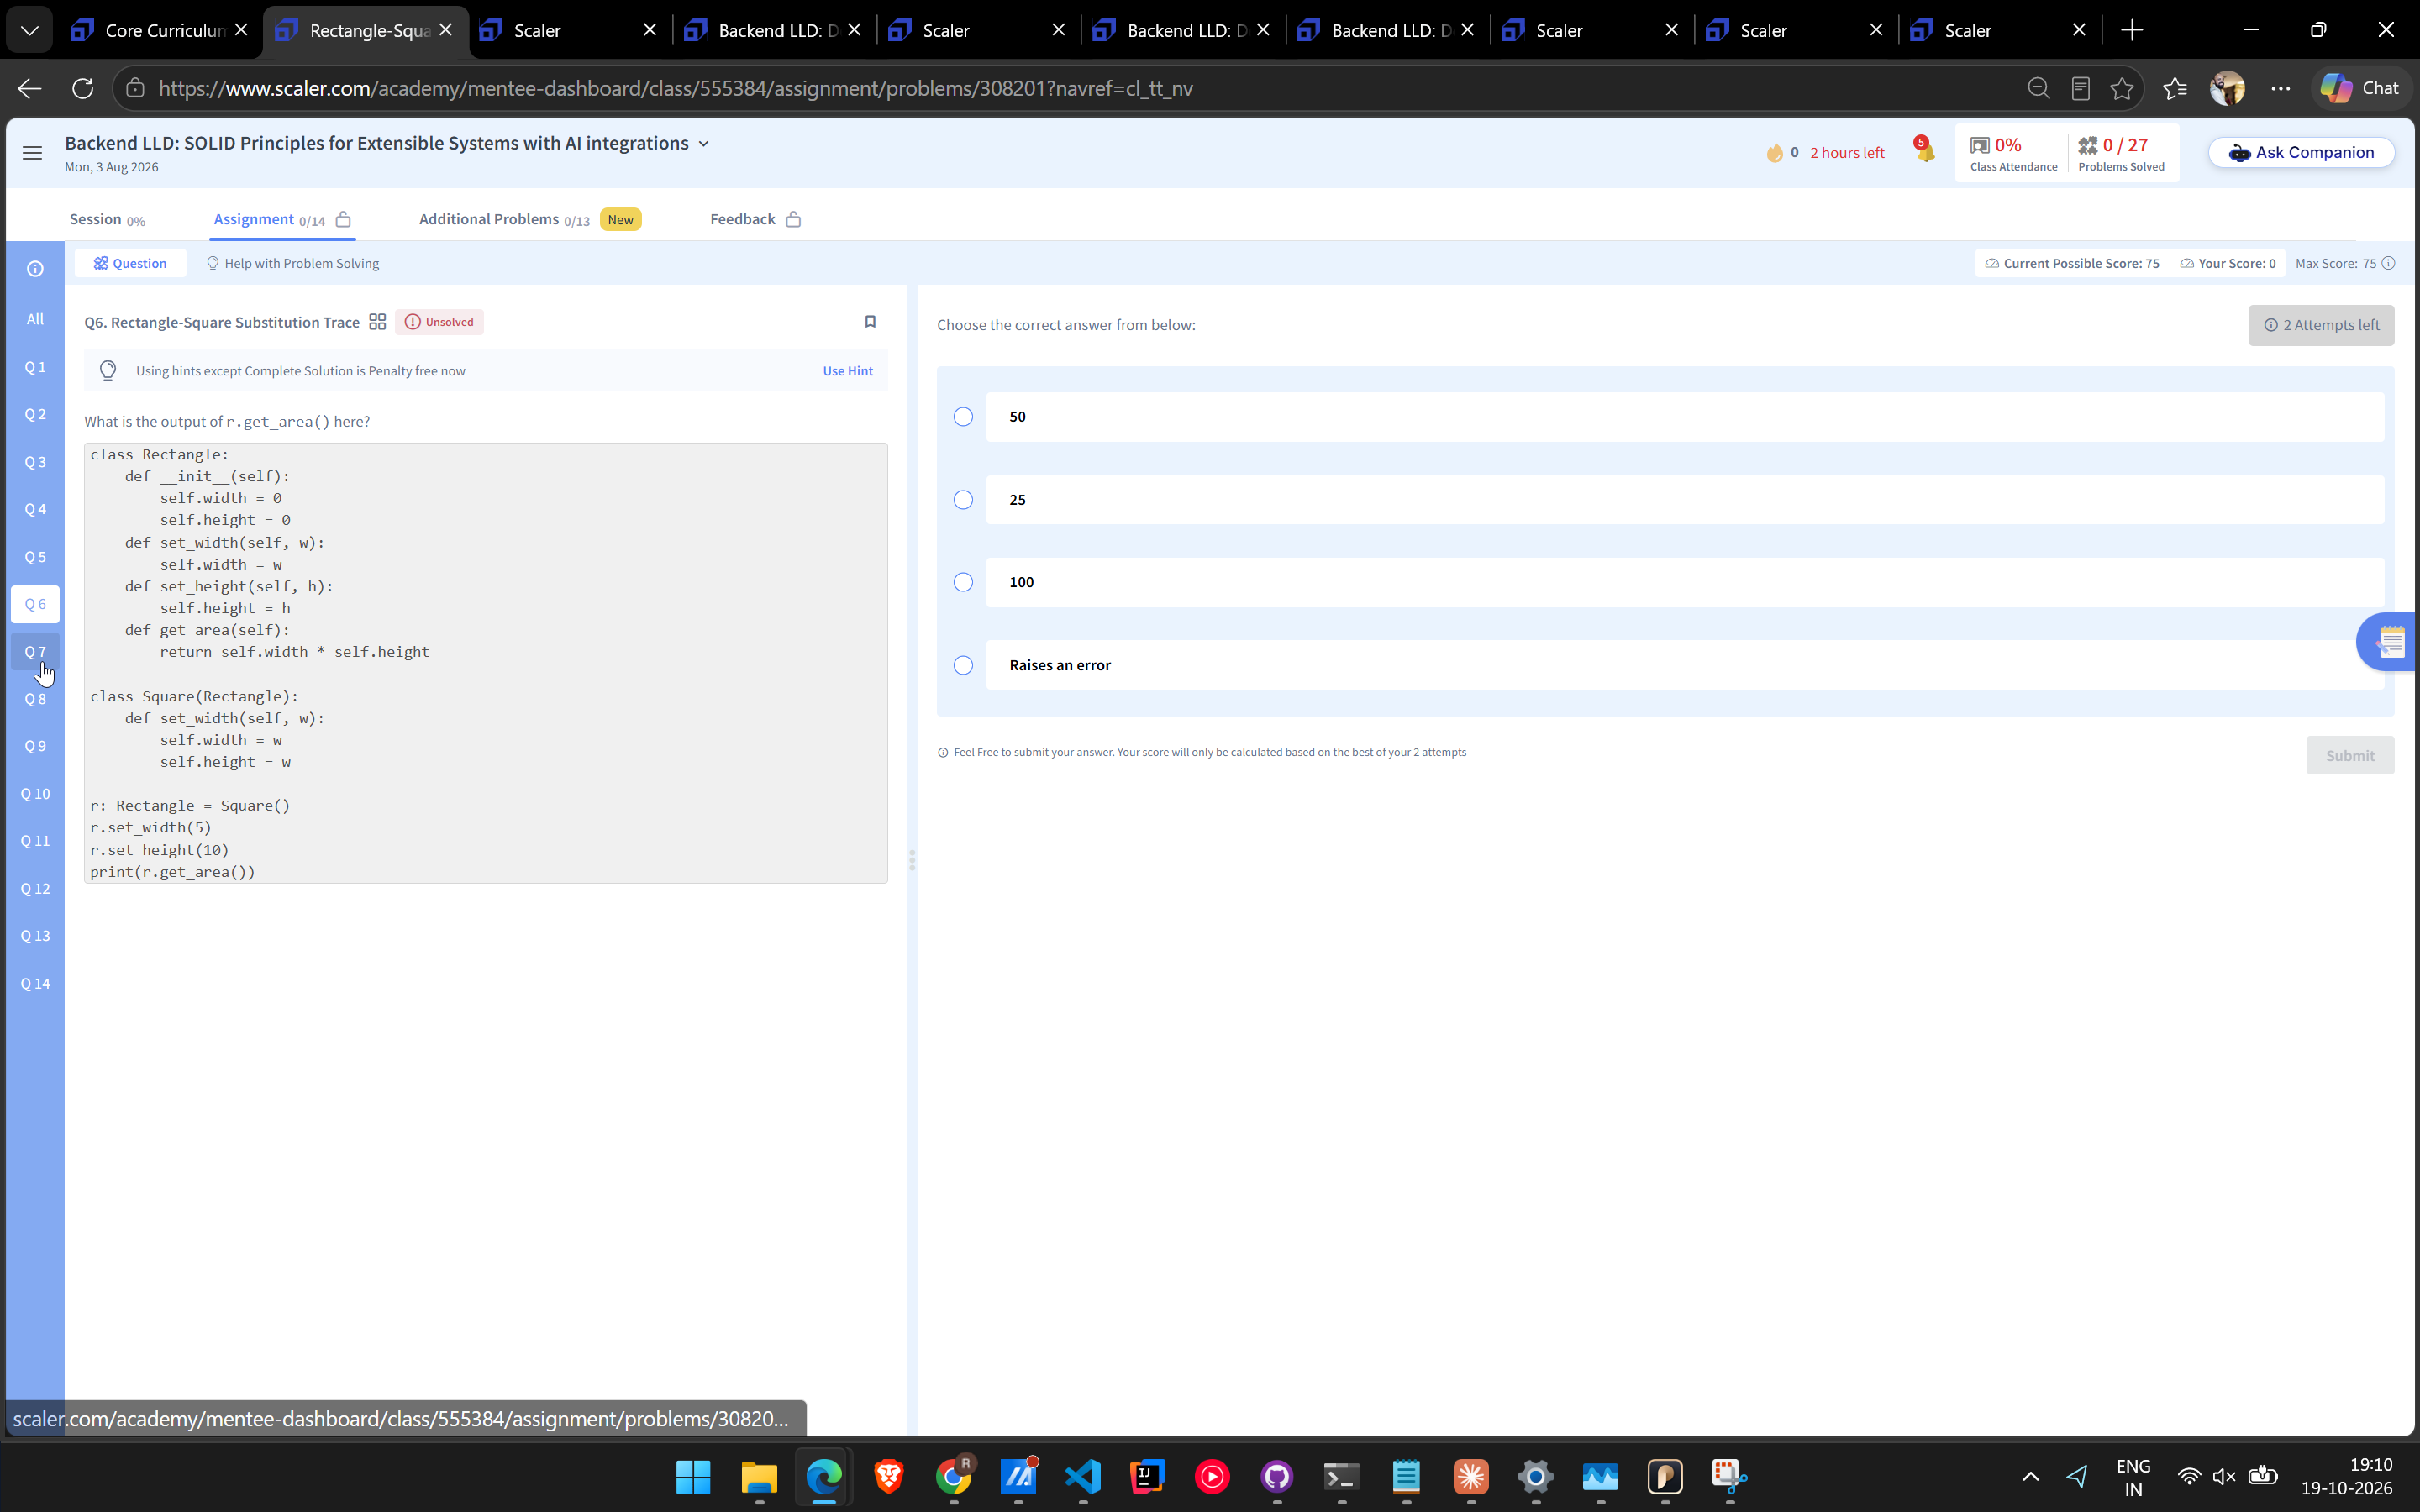 Core Curriculum
Rectangle-Squa
Scaler
Backend LLD: D
Scaler
Backend LLD: D
Backend LLD: D
Scaler
Scaler
Scaler
https://www.scaler.com/academy/mentee-dashboard/class/555384/assignment/problems/308201?navref=cl_tt_nv
Chat
Backend LLD: SOLID Principles for Extensible Systems with AI integrations
Mon, 3 Aug 2026
0 2 hours left
5
0%
Class Attendance
0 / 27
Problems Solved
Ask Companion
Session 0%
Assignment 0/14
Additional Problems 0/13 New
Feedback
Question
Help with Problem Solving
Current Possible Score: 75
Your Score: 0
Max Score: 75
All
Q 1
Q 2
Q 3
Q 4
Q 5
Q 6
Q 7
Q 8
Q 9
Q 10
Q 11
Q 12
Q 13
Q 14
Q6. Rectangle-Square Substitution Trace
Unsolved
Using hints except Complete Solution is Penalty free now
Use Hint
What is the output of r.get_area() here?
class Rectangle:
    def __init__(self):
        self.width = 0
        self.height = 0
    def set_width(self, w):
        self.width = w
    def set_height(self, h):
        self.height = h
    def get_area(self):
        return self.width * self.height
class Square(Rectangle):
    def set_width(self, w):
        self.width = w
        self.height = w
r: Rectangle = Square()
r.set_width(5)
r.set_height(10)
print(r.get_area())
Choose the correct answer from below:
2 Attempts left
50
25
100
Raises an error
Feel Free to submit your answer. Your score will only be calculated based on the best of your 2 attempts
Submit
scaler.com/academy/mentee-dashboard/class/555384/assignment/problems/30820...
R
IJ
ENG
IN
19:10
19-10-2026